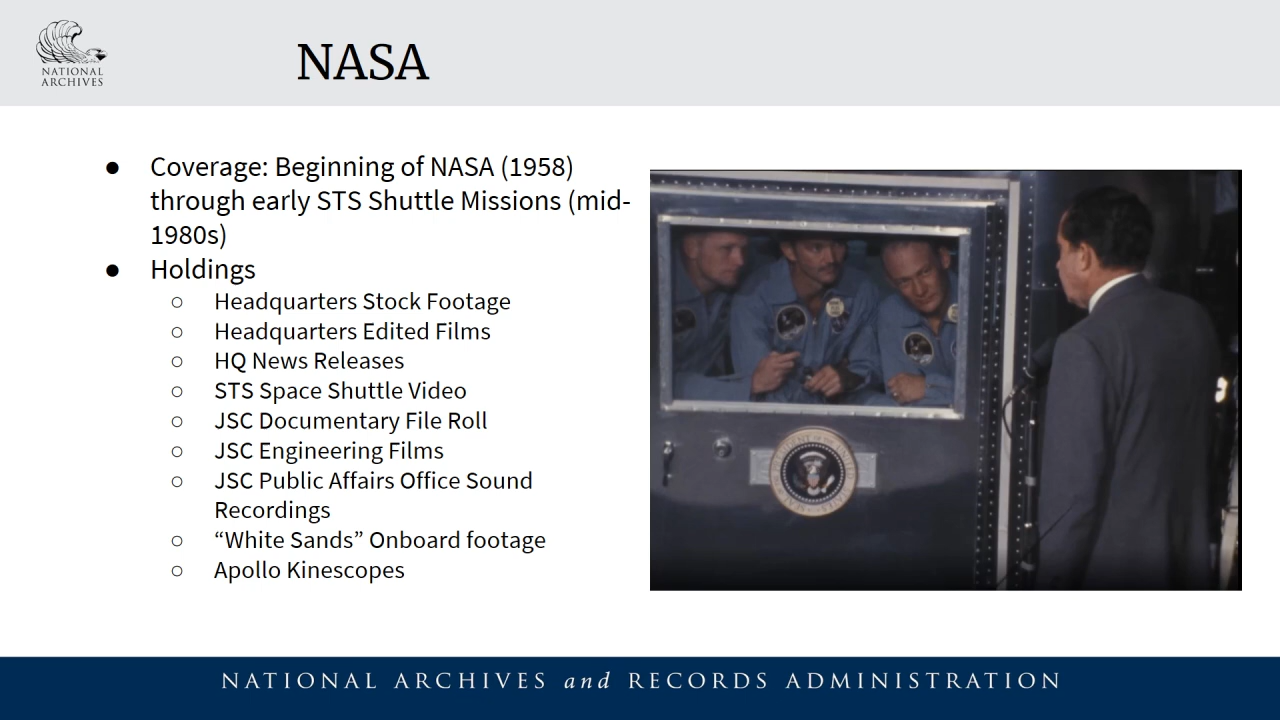 NATIONAL
ARCHIVES
NASA
● Coverage: Beginning of NASA (1958)
through early STS Shuttle Missions (mid-
1980s)
● Holdings
○ Headquarters Stock Footage
○ Headquarters Edited Films
○ HQ News Releases
○ STS Space Shuttle Video
○ JSC Documentary File Roll
○ JSC Engineering Films
○ JSC Public Affairs Office Sound
Recordings
○ “White Sands” Onboard footage
○ Apollo Kinescopes
NATIONAL ARCHIVES and RECORDS ADMINISTRATION